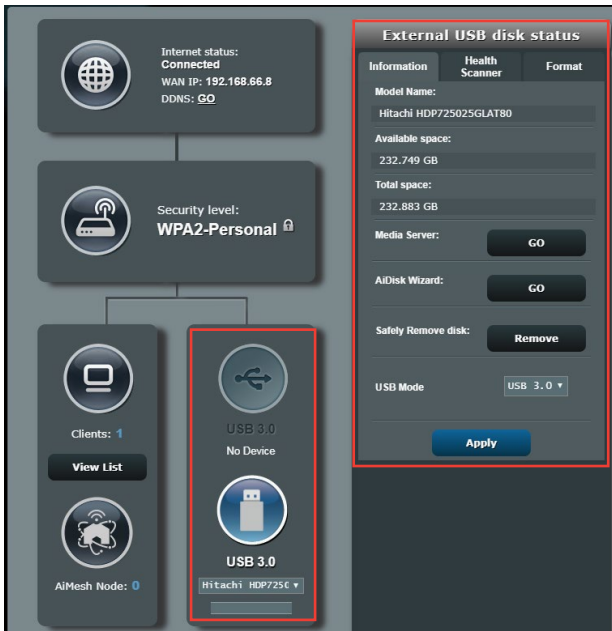 Internet status:
Connected
WAN IP: 192.168.66.8
DDNS: GO
Security level:
WPA2-Personal
Clients: 1
View List
AiMesh Node: 0
USB 3.0
No Device
USB 3.0
Hitachi HDP725
External USB disk status
Information
Health
Scanner
Format
Model Name:
Hitachi HDP725025GLAT80
Available space:
232.749 GB
Total space:
232.883 GB
Media Server:
GO
AiDisk Wizard:
GO
Safely Remove disk:
Remove
USB Mode
USB 3.0
Apply